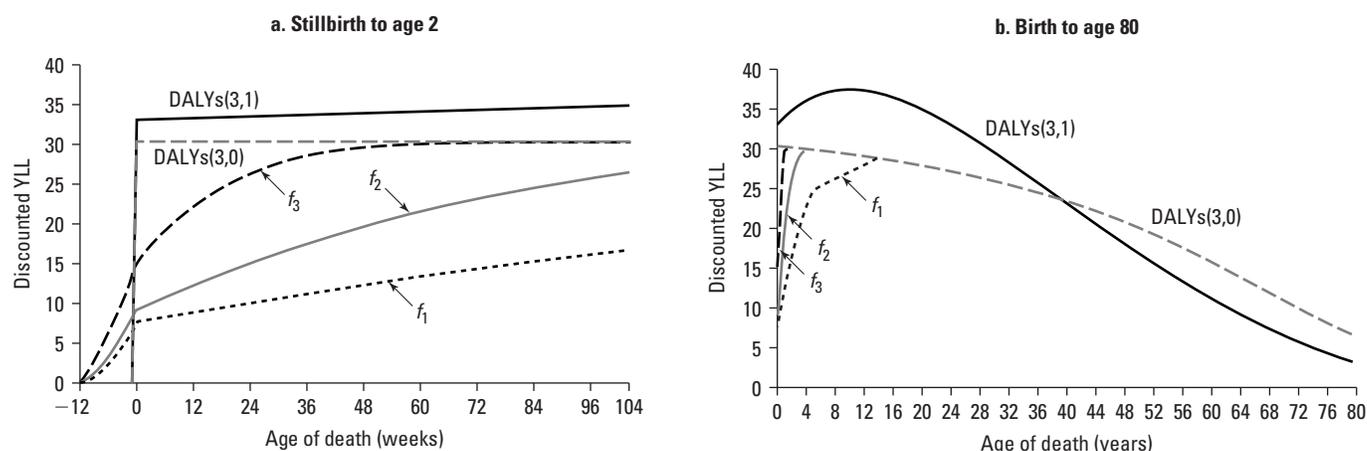 a. Stillbirth to age 2
40
35
30
25
20
15
10
5
0
Discounted YLL
DALYs(3,1)
DALYs(3,0)
f3
f2
f1
−12 0 12 24 36 48 60 72 84 96 104
Age of death (weeks)
b. Birth to age 80
40
35
30
25
20
15
10
5
0
Discounted YLL
DALYs(3,1)
f1
DALYs(3,0)
f2
f3
0 4 8 12 16 20 24 28 32 36 40 44 48 52 56 60 64 68 72 76 80
Age of death (years)